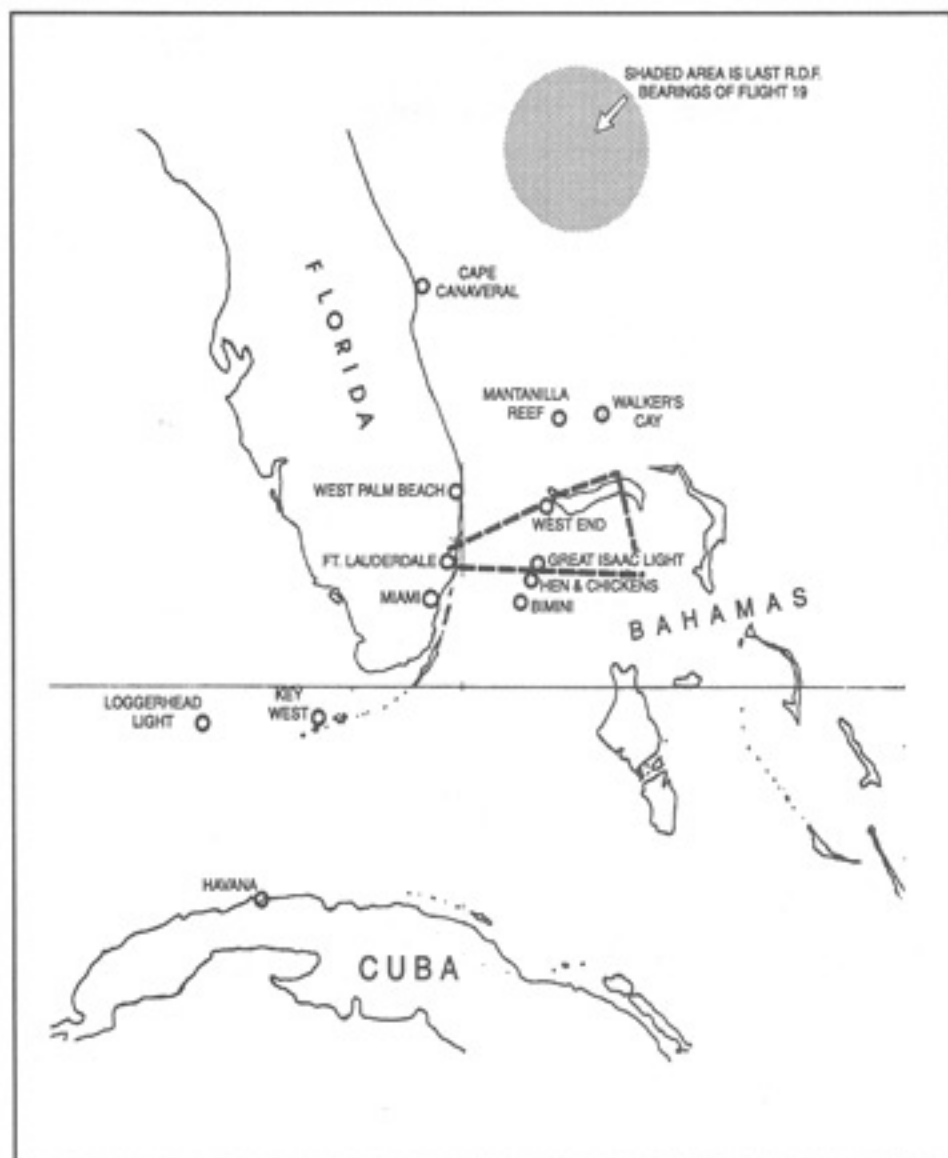 SHADED AREA IS LAST R.D.F.
BEARINGS OF FLIGHT 19
FLORIDA
CAPE
CANAVERAL
MANTANILLA
REEF
WALKER'S
CAY
WEST PALM BEACH
WEST END
FT. LAUDERDALE
GREAT ISAAC LIGHT
HEN & CHICKENS
MIAMI
BIMINI
BAHAMAS
LOGGERHEAD
LIGHT
KEY
WEST
HAVANA
CUBA